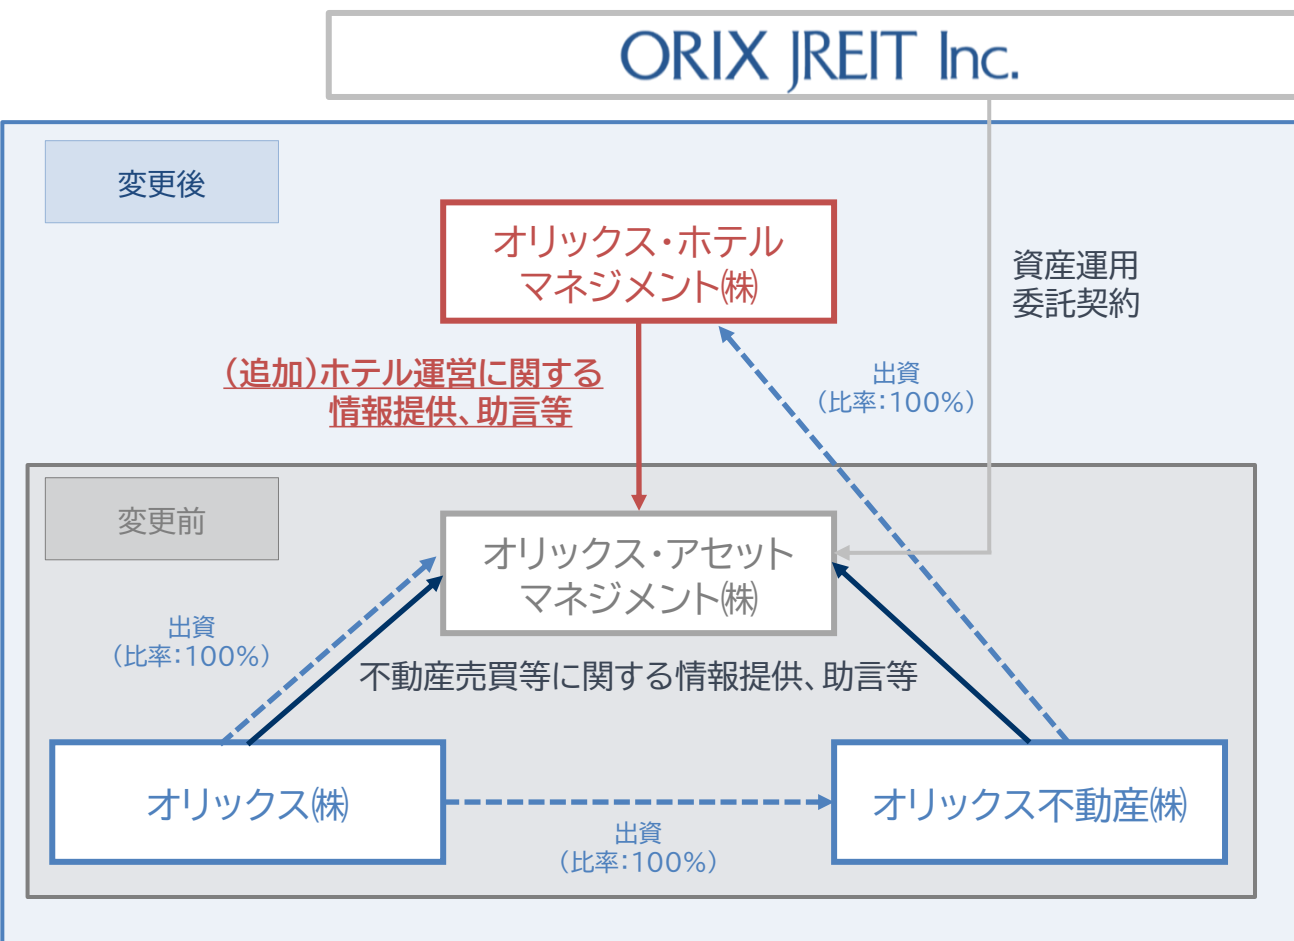 ORIX JREIT Inc.
変更後
オリックス・ホテル
マネジメント㈱
資産運用
委託契約
(追加)ホテル運営に関する
情報提供、助言等
出資
(比率:100%)
変更前
オリックス・アセット
マネジメント㈱
出資
(比率:100%)
不動産売買等に関する情報提供、助言等
オリックス㈱
オリックス不動産㈱
出資
(比率:100%)